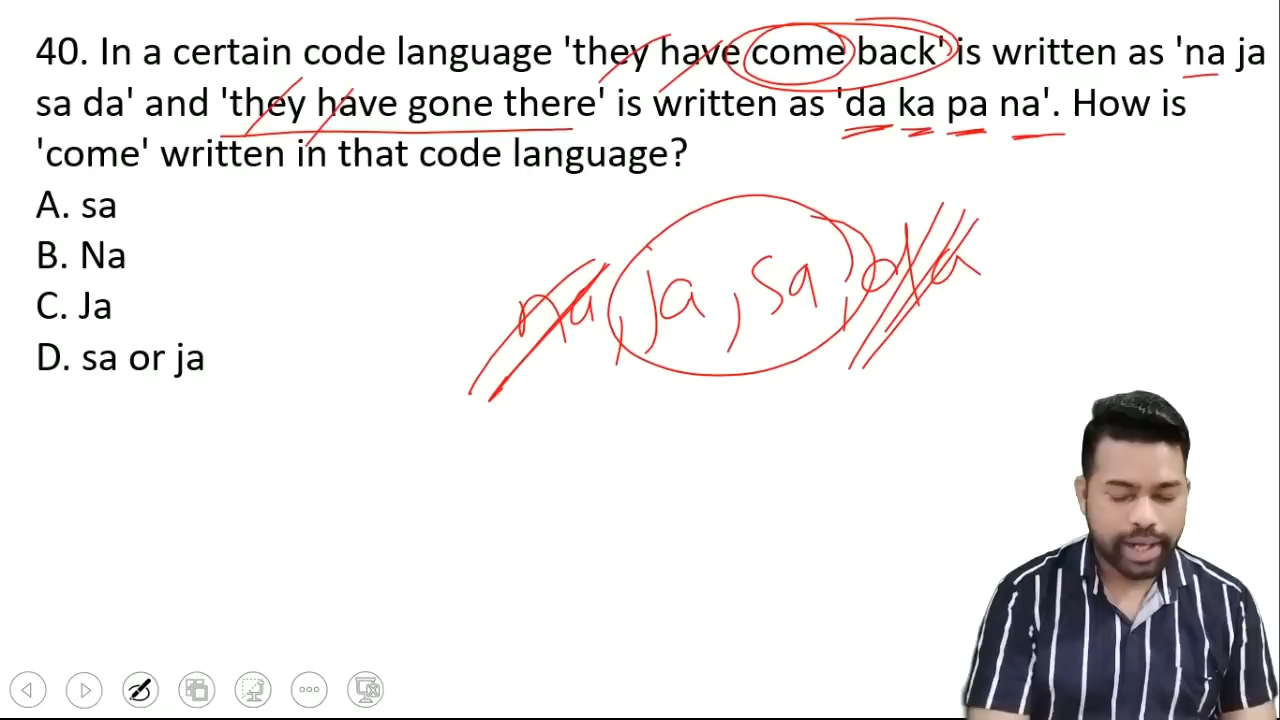 40. In a certain code language 'they have come back' is written as 'na ja
sa da' and 'they have gone there' is written as 'da ka pa na'. How is
'come' written in that code language?
A. sa
B. Na
C. Ja
D. sa or ja
na, ja, sa, da